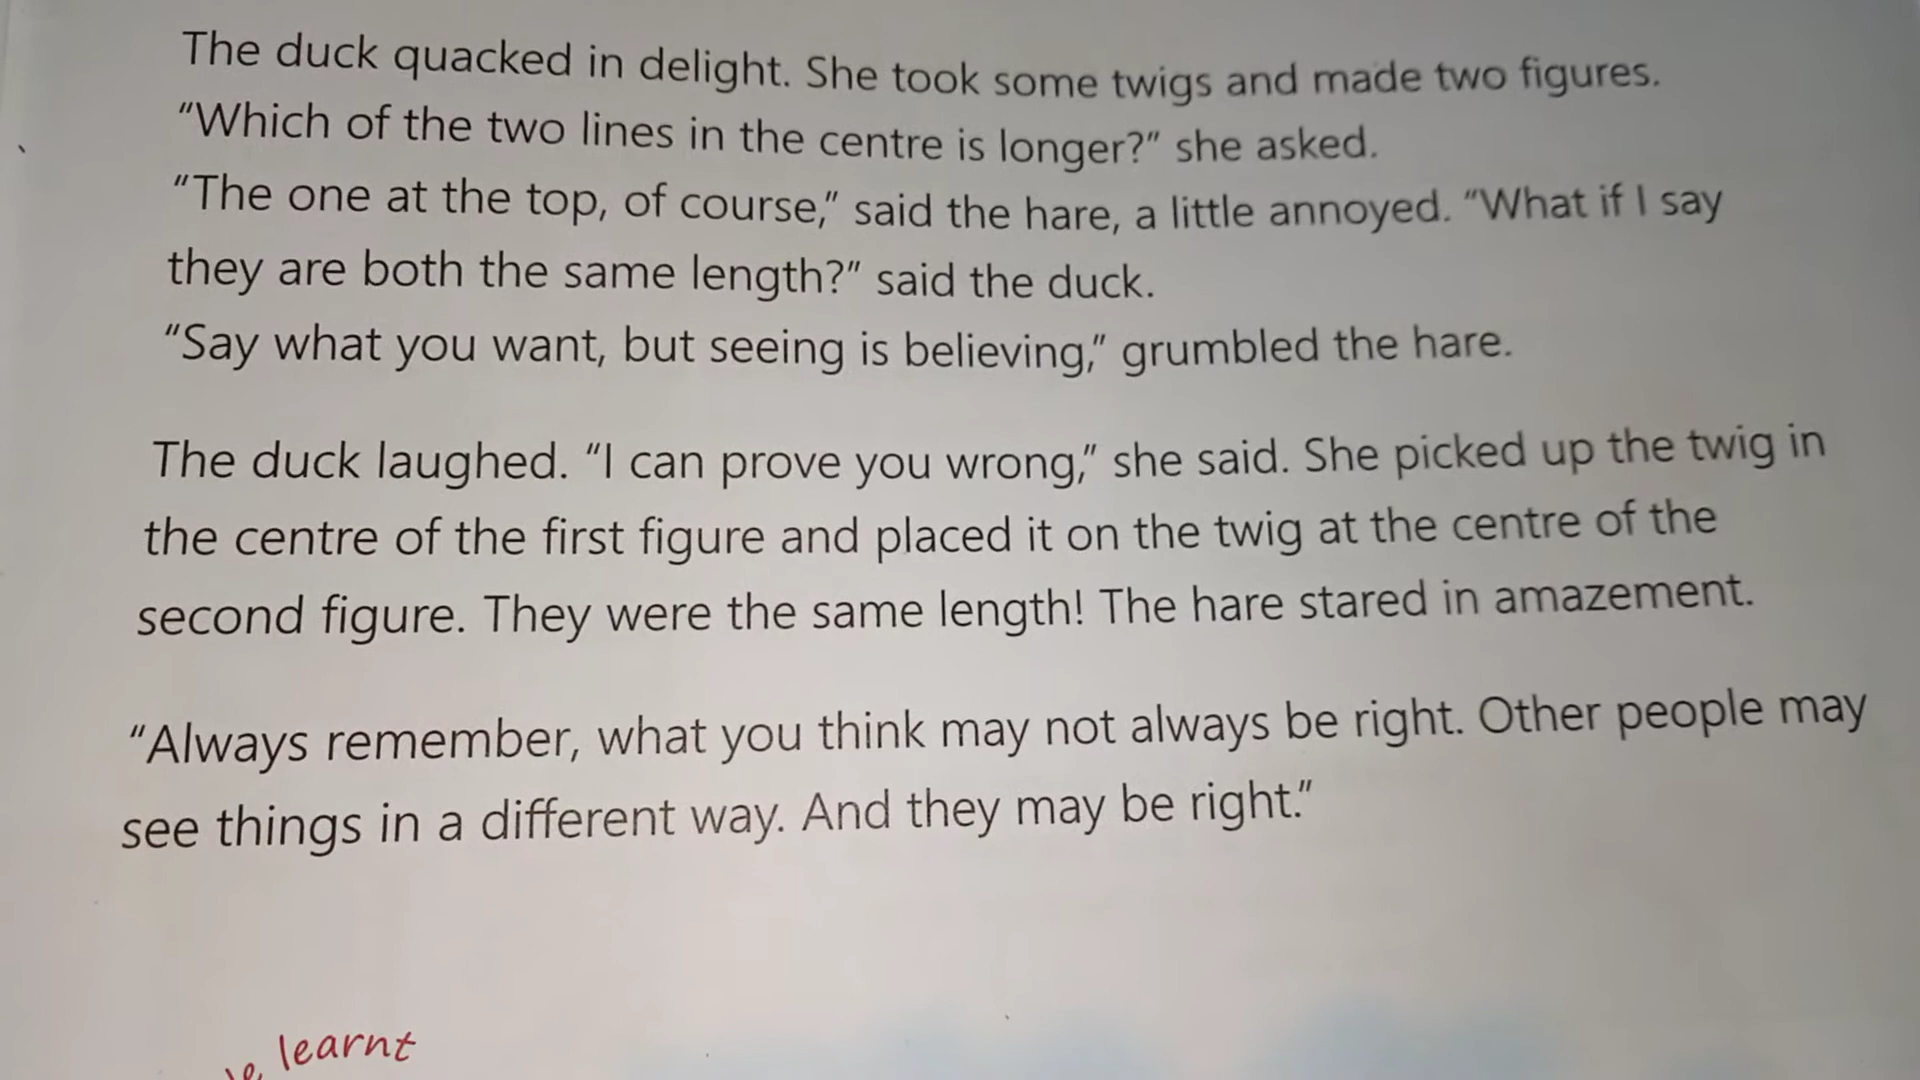 The duck quacked in delight. She took some twigs and made two figures.
“Which of the two lines in the centre is longer?” she asked.
“The one at the top, of course,” said the hare, a little annoyed. “What if I say
they are both the same length?” said the duck.
“Say what you want, but seeing is believing,” grumbled the hare.
The duck laughed. “I can prove you wrong,” she said. She picked up the twig in
the centre of the first figure and placed it on the twig at the centre of the
second figure. They were the same length! The hare stared in amazement.
“Always remember, what you think may not always be right. Other people may
see things in a different way. And they may be right.”
learnt